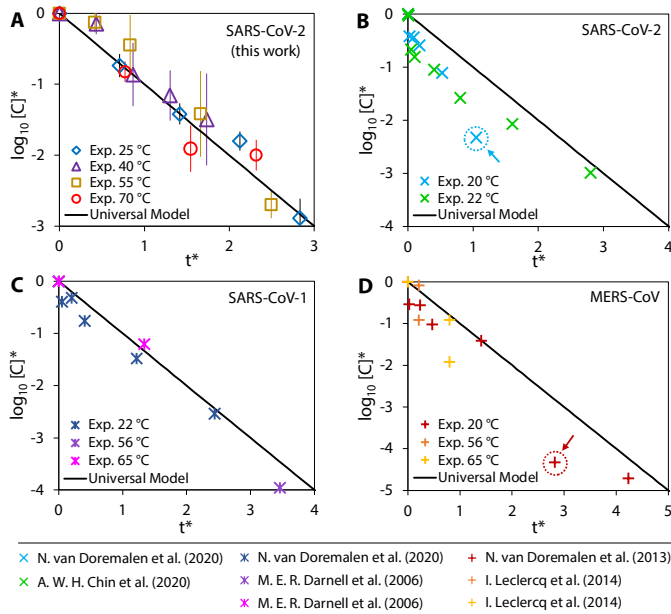 A
SARS-CoV-2
(this work)
0
-1
-2
-3
log10 [C]*
Exp. 25 °C
Exp. 40 °C
Exp. 55 °C
Exp. 70 °C
Universal Model
0 1 2 3
t*
B
SARS-CoV-2
0
-1
-2
-3
-4
log10 [C]*
Exp. 20 °C
Exp. 22 °C
Universal Model
0 1 2 3 4
t*
C
SARS-CoV-1
0
-1
-2
-3
-4
log10 [C]*
Exp. 22 °C
Exp. 56 °C
Exp. 65 °C
Universal Model
0 1 2 3 4
t*
D
MERS-CoV
0
-1
-2
-3
-4
-5
log10 [C]*
Exp. 20 °C
Exp. 56 °C
Exp. 65 °C
Universal Model
0 1 2 3 4 5
t*
N. van Doremalen et al. (2020)
A. W. H. Chin et al. (2020)
N. van Doremalen et al. (2020)
M. E. R. Darnell et al. (2006)
M. E. R. Darnell et al. (2006)
N. van Doremalen et al. (2013)
I. Leclercq et al. (2014)
I. Leclercq et al. (2014)